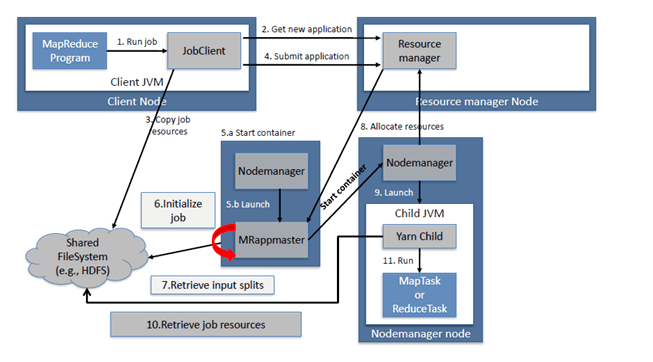 MapReduce
Program
1. Run job
JobClient
Client JVM
Client Node
2. Get new application
4. Submit application
Resource
manager
Resource manager Node
3. Copy job
resources
5.a Start container
8. Allocate resources
Nodemanager
5.b Launch
MRappmaster
Start container
Nodemanager
9. Launch
6.Initialize
job
Child JVM
Yarn Child
Shared
FileSystem
(e.g., HDFS)
11. Run
7.Retrieve input splits
MapTask
or
ReduceTask
10.Retrieve job resources
Nodemanager node